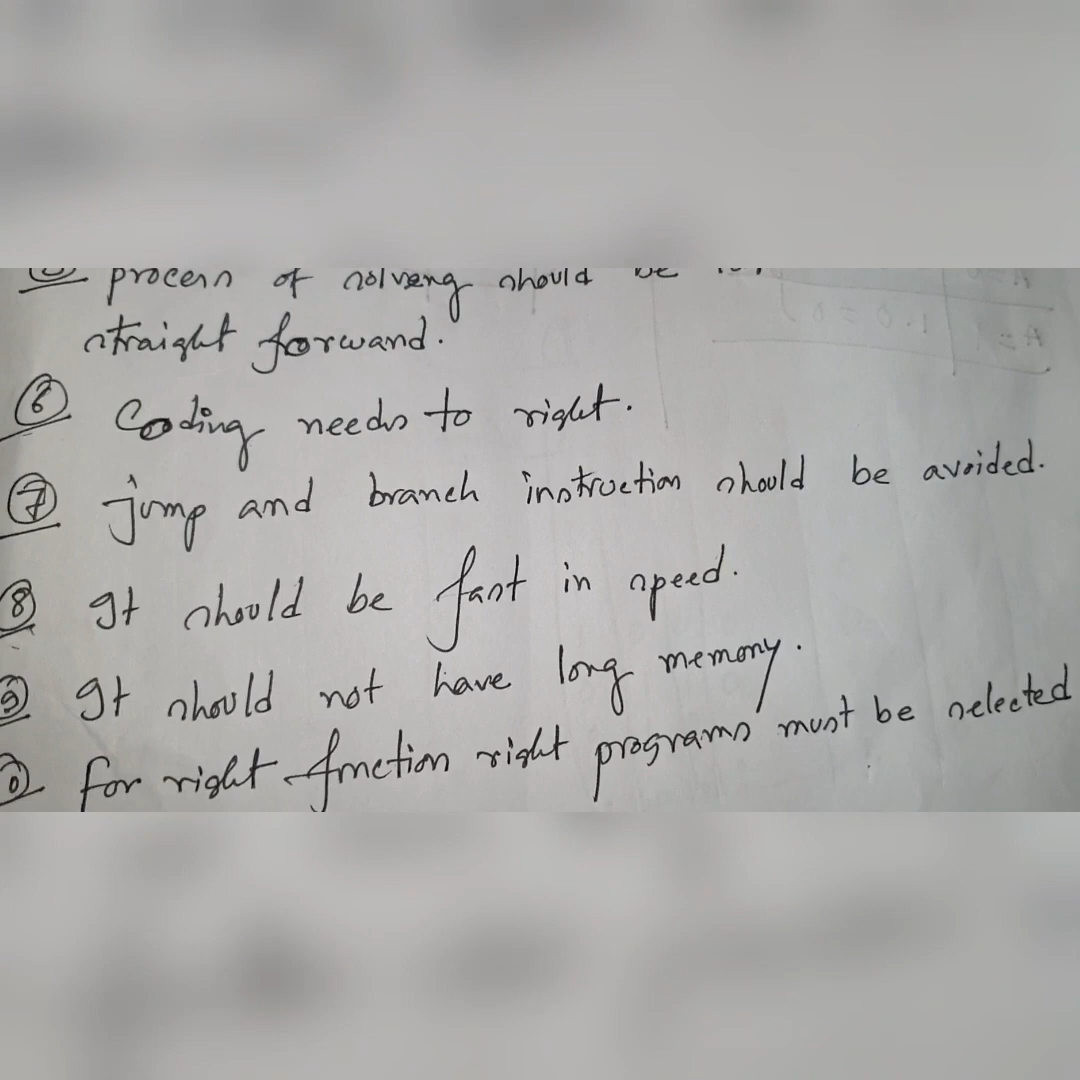 process of solveng should be
straight forward.
⑥ Coding needs to right.
⑦ jump and branch instruction should be avoided.
⑧ It should be fast in speed.
⑨ It should not have long memory.
for right fmction right programs must be selected